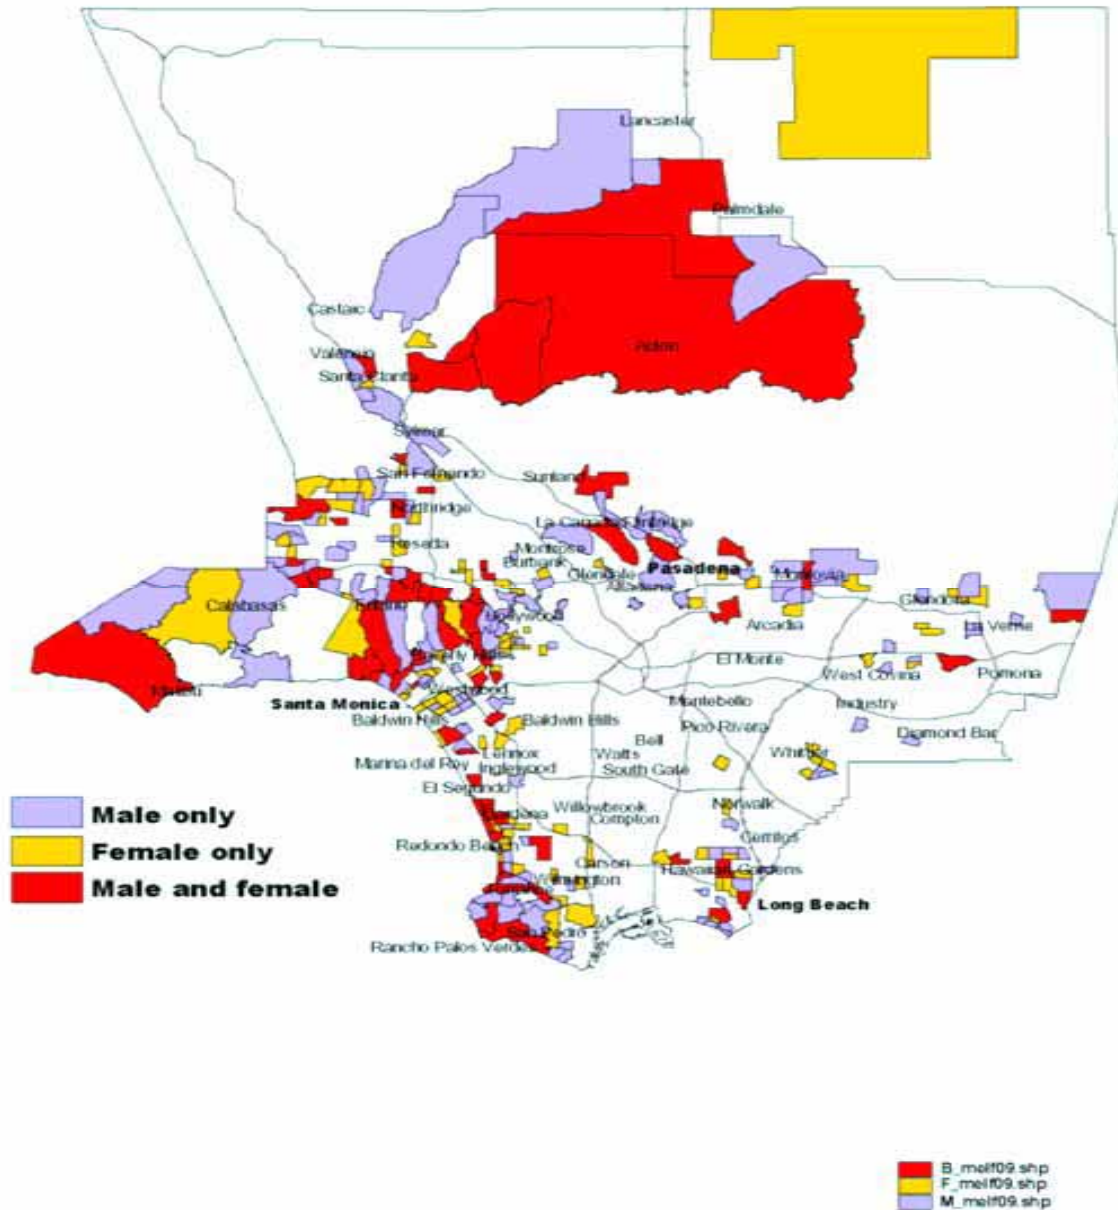 Lancaster
Palmdale
Castaic
Acton
Santa Clarita
Sylmar
San Fernando
Sunland
Northridge
La Canada Flintridge
Reseda
Montrose
Burbank
Pasadena
Glendale
Altadena
Monrovia
Calabasas
Encino
Hollywood
Glendora
La Verne
Arcadia
Beverly Hills
El Monte
West Covina
Pomona
Malibu
Westwood
Santa Monica
Montebello
Industry
Baldwin Hills
Baldwin Hills
Pico Rivera
Diamond Bar
Bell
Lennox
Watts
Whittier
Marina del Rey
Inglewood
South Gate
El Segundo
Male only
Willowbrook
Norwalk
Gardena
Compton
Cerritos
Female only
Redondo Beach
Carson
Hawaiian Gardens
Male and female
Wilmington
Torrance
Long Beach
San Pedro
Rancho Palos Verdes
B_melf09.shp
F_melf09.shp
M_melf09.shp